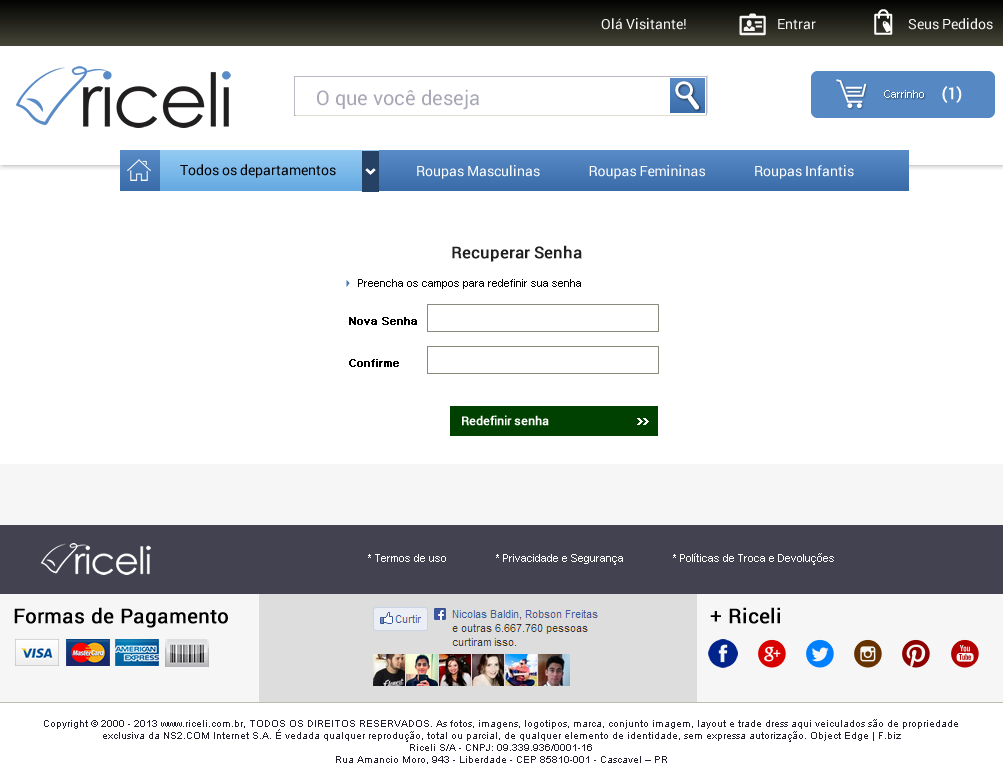 Olá Visitante!
Entrar
Seus Pedidos
riceli
O que você deseja
Carrinho (1)
Todos os departamentos
Roupas Masculinas
Roupas Femininas
Roupas Infantis
Recuperar Senha
Preencha os campos para redefinir sua senha
Nova Senha
Confirme
Redefinir senha >>
riceli
* Termos de uso
* Privacidade e Segurança
* Políticas de Troca e Devoluções
Formas de Pagamento
VISA
MasterCard
AMERICAN EXPRESS
Curtir
Nicolas Baldin, Robson Freitas
e outras 6.667.760 pessoas
curtiram isso.
+ Riceli
f
g+
You
Tube
Copyright © 2000 - 2013 www.riceli.com.br, TODOS OS DIREITOS RESERVADOS. As fotos, imagens, logotipos, marca, conjunto imagem, layout e trade dress aqui veiculados são de propriedade
exclusiva da NS2.COM Internet S.A. É vedada qualquer reprodução, total ou parcial, de qualquer elemento de identidade, sem expressa autorização. Object Edge | F.biz
Riceli S/A - CNPJ: 09.339.936/0001-16
Rua Amancio Moro, 943 - Liberdade - CEP 85810-001 - Cascavel – PR